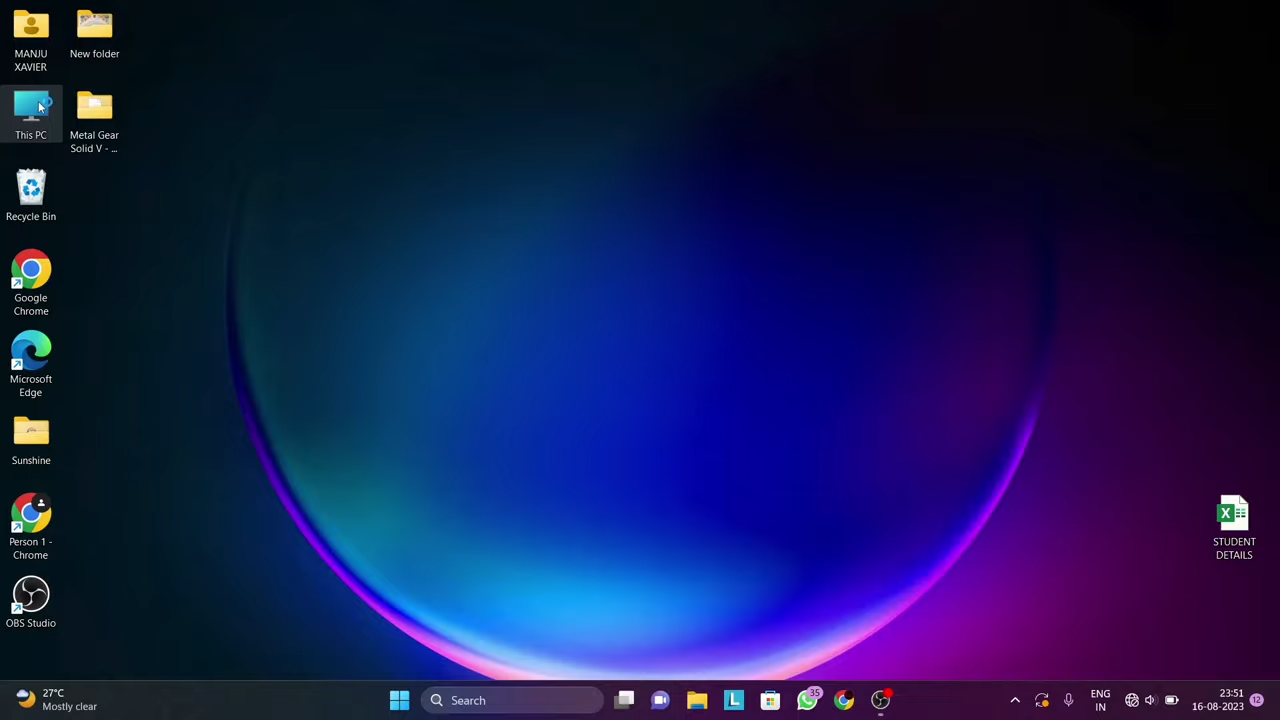 MANJU
XAVIER
New folder
This PC
Metal Gear
Solid V - ...
Recycle Bin
Google
Chrome
Microsoft
Edge
Sunshine
Person 1 -
Chrome
OBS Studio
STUDENT
DETAILS
27°C
Mostly clear
Search
L
35
ENG
IN
23:51
16-08-2023
12